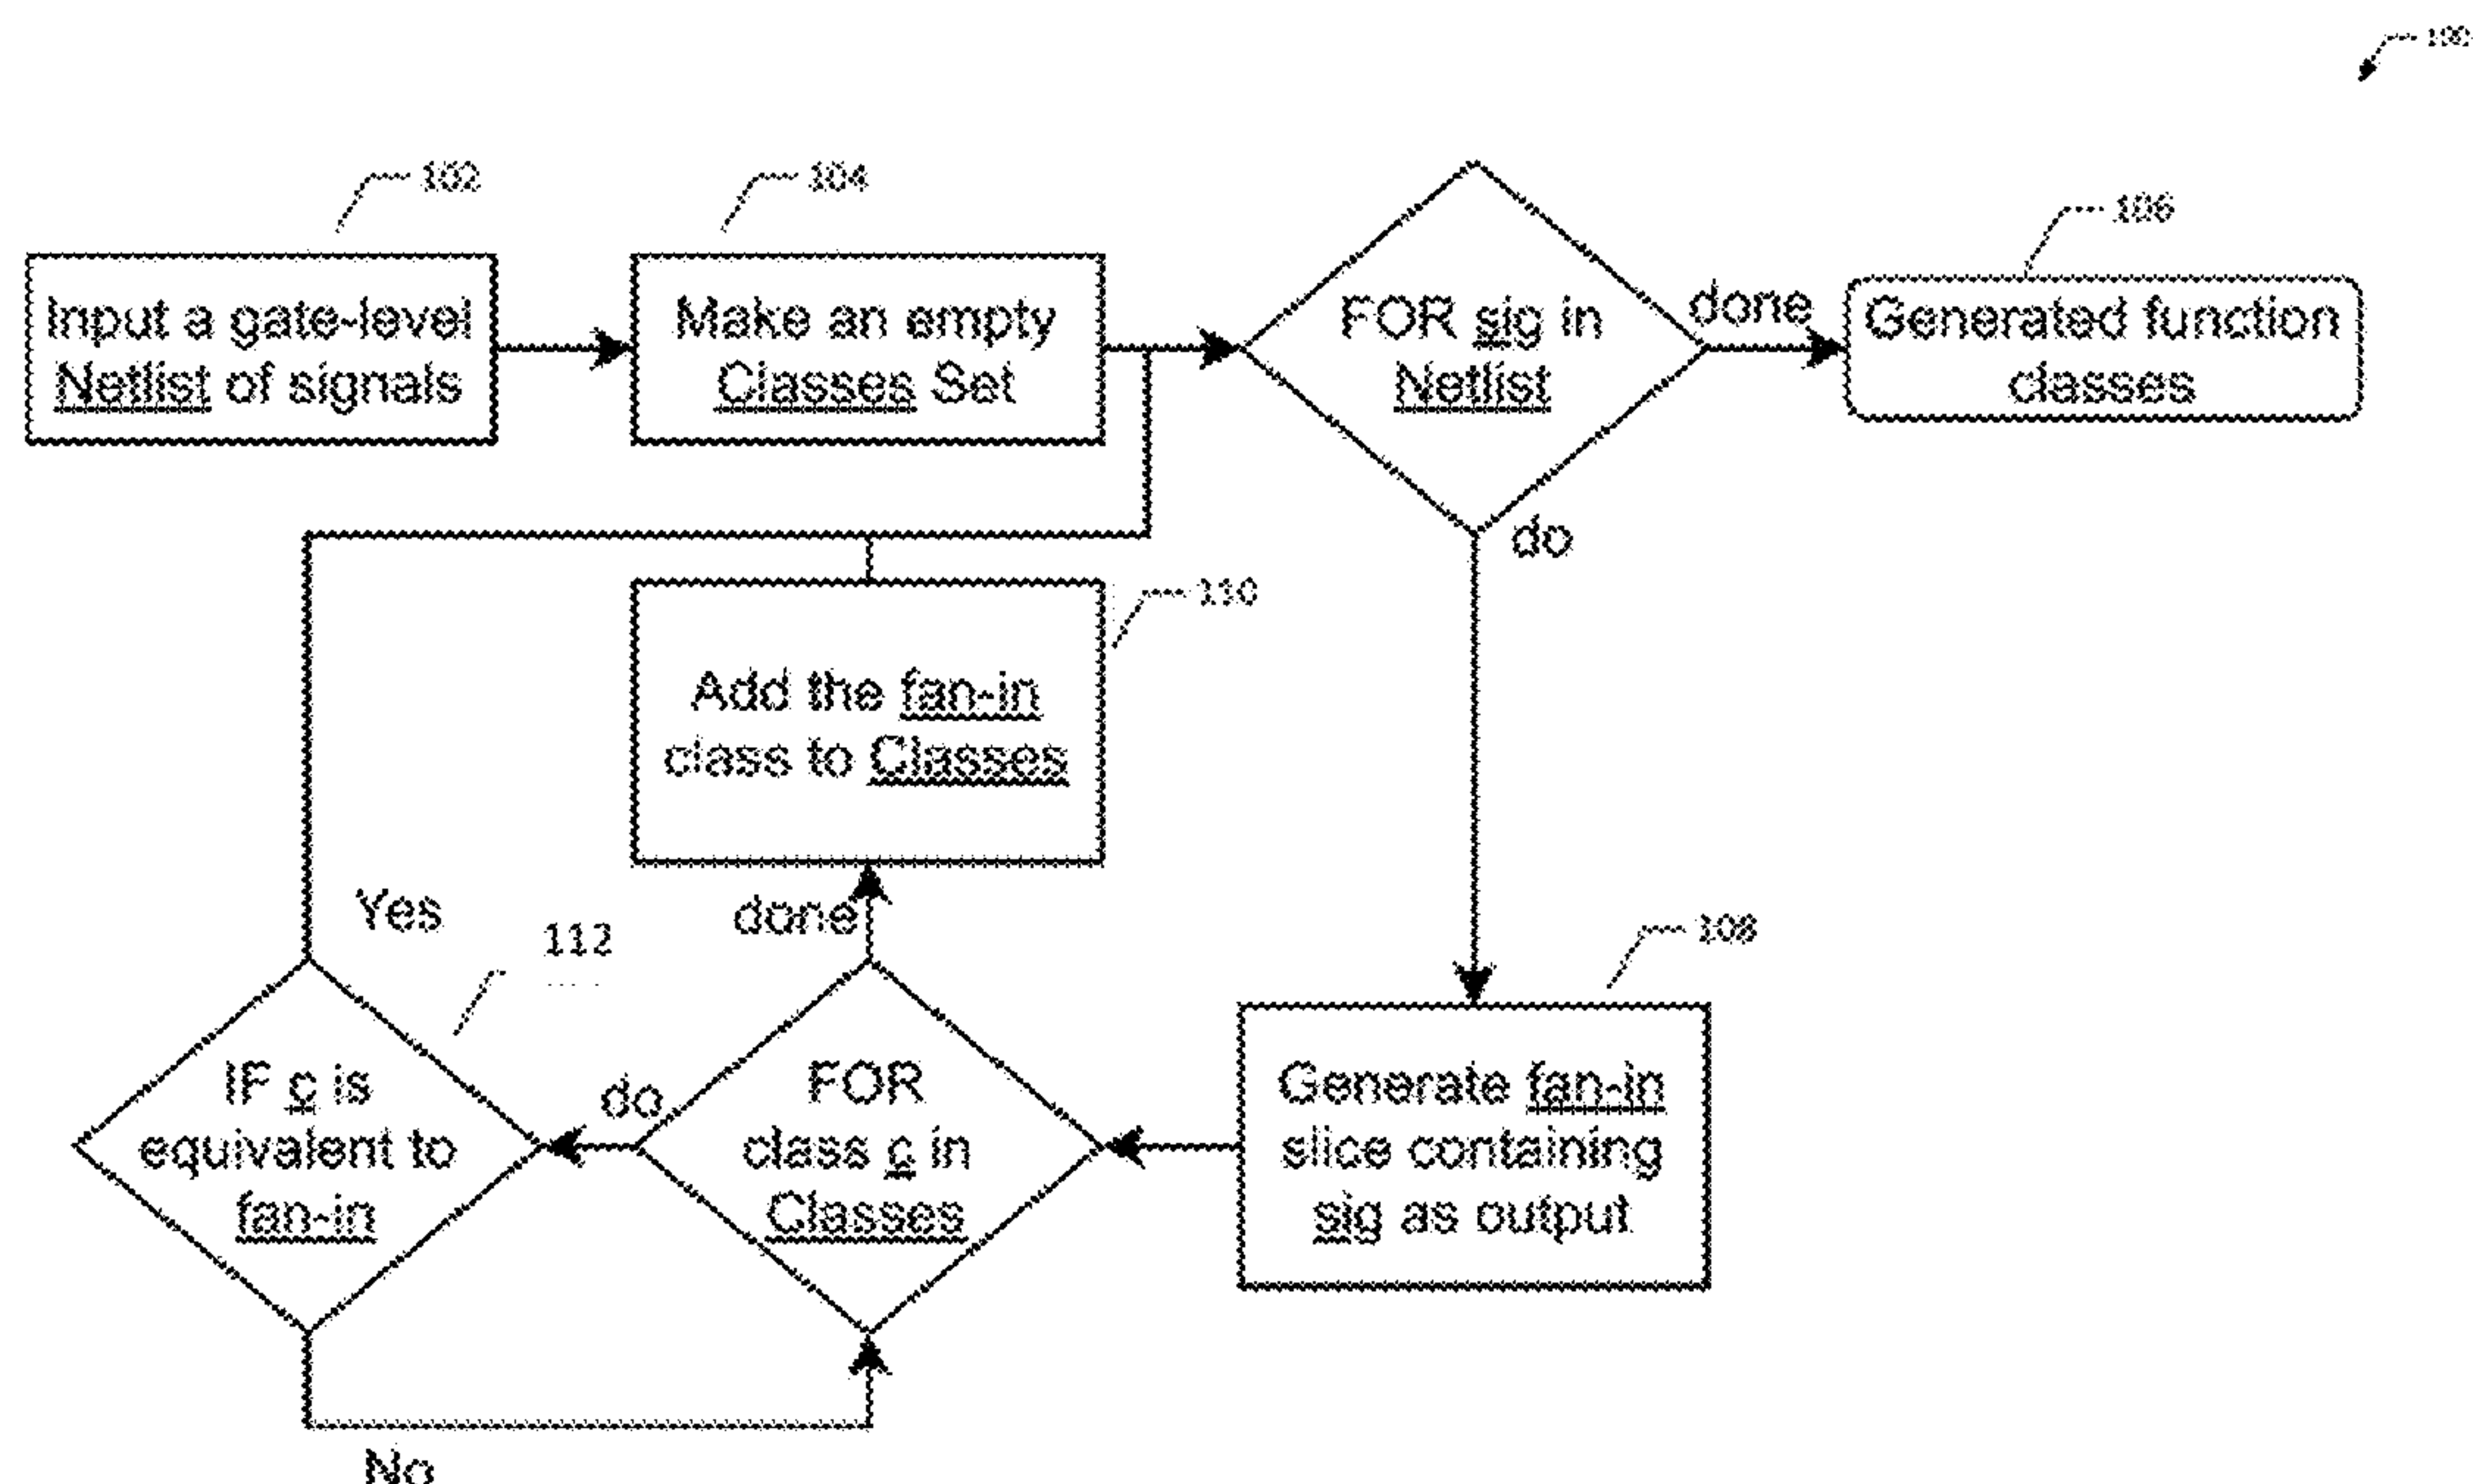 100
102
104
106
Input a gate-level
Netlist of signals
Make an empty
Classes Set
FOR sig in
Netlist
done
Generated function
classes
do
110
Add the fan-in
class to Classes
Yes
done
112
108
IF c is
equivalent to
fan-in
do
FOR
class c in
Classes
Generate fan-in
slice containing
sig as output
No